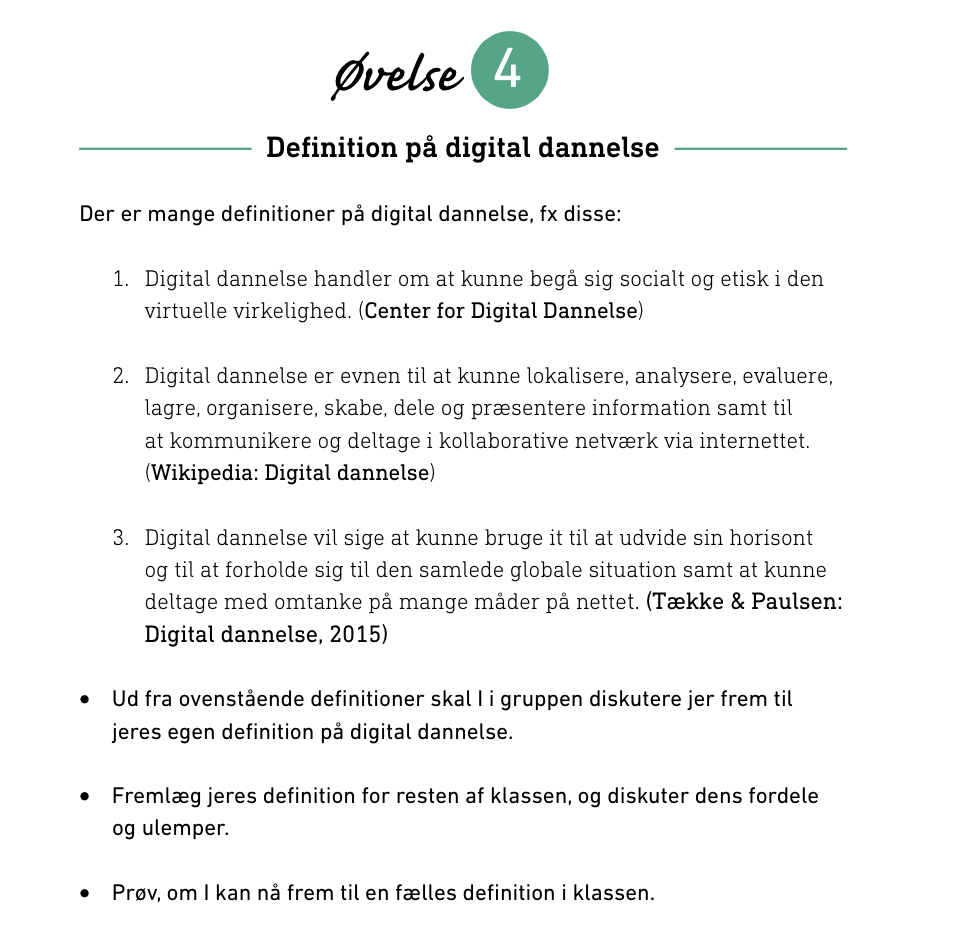 Øvelse 4
Definition på digital dannelse
Der er mange definitioner på digital dannelse, fx disse:
1. Digital dannelse handler om at kunne begå sig socialt og etisk i den
virtuelle virkelighed. (Center for Digital Dannelse)
2. Digital dannelse er evnen til at kunne lokalisere, analysere, evaluere,
lagre, organisere, skabe, dele og præsentere information samt til
at kommunikere og deltage i kollaborative netværk via internettet.
(Wikipedia: Digital dannelse)
3. Digital dannelse vil sige at kunne bruge it til at udvide sin horisont
og til at forholde sig til den samlede globale situation samt at kunne
deltage med omtanke på mange måder på nettet. (Tække & Paulsen:
Digital dannelse, 2015)
• Ud fra ovenstående definitioner skal I i gruppen diskutere jer frem til
jeres egen definition på digital dannelse.
• Fremlæg jeres definition for resten af klassen, og diskuter dens fordele
og ulemper.
• Prøv, om I kan nå frem til en fælles definition i klassen.